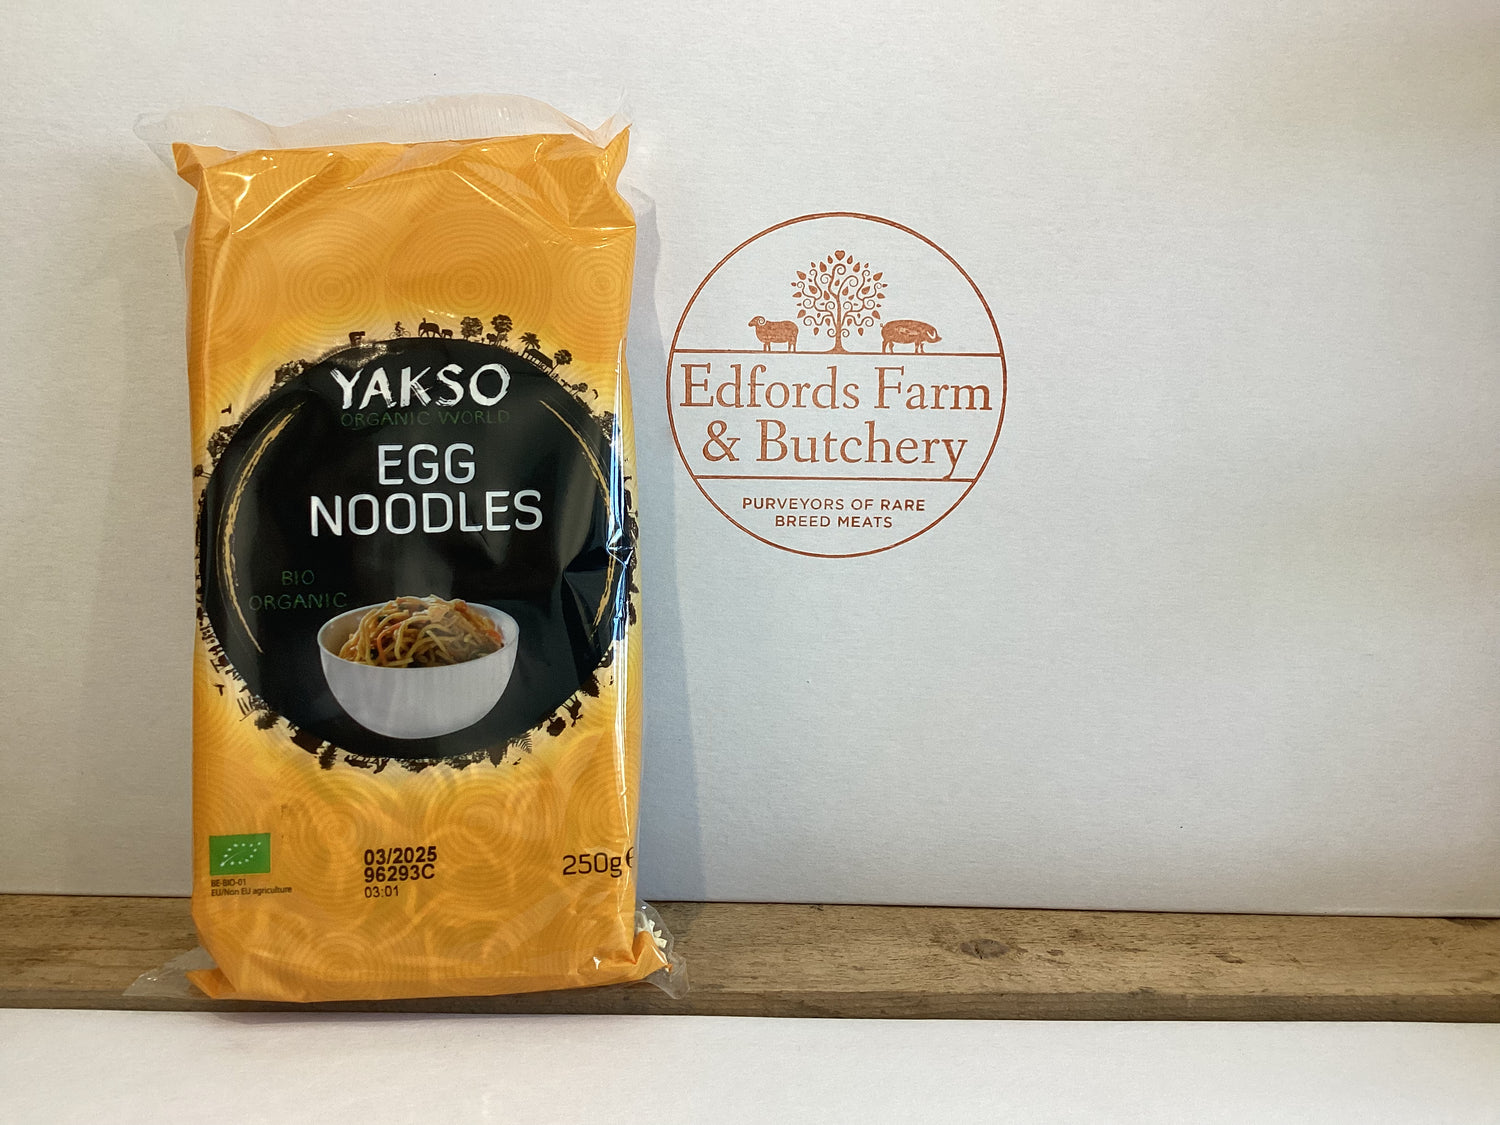 YAKSO
ORGANIC WORLD
EGG
NOODLES
BIO
ORGANIC
BE-BIO-01
EU/Non EU agriculture
03/2025
96293C
03:01
250g e
Edfords Farm
& Butchery
PURVEYORS OF RARE
BREED MEATS